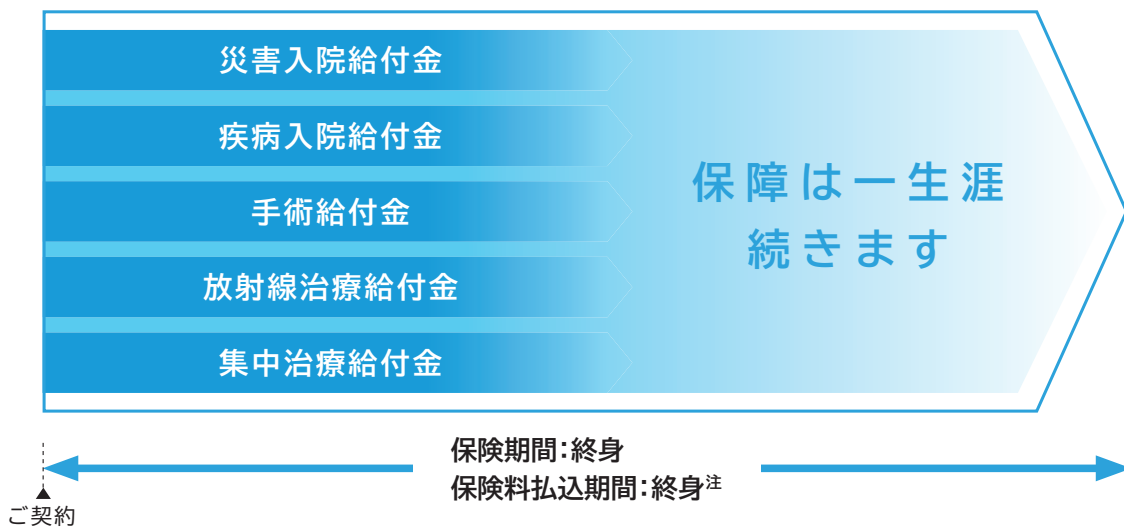 災害入院給付金
疾病入院給付金
手術給付金
放射線治療給付金
集中治療給付金
保障は一生涯
続きます
保険期間:終身
保険料払込期間:終身注
ご契約